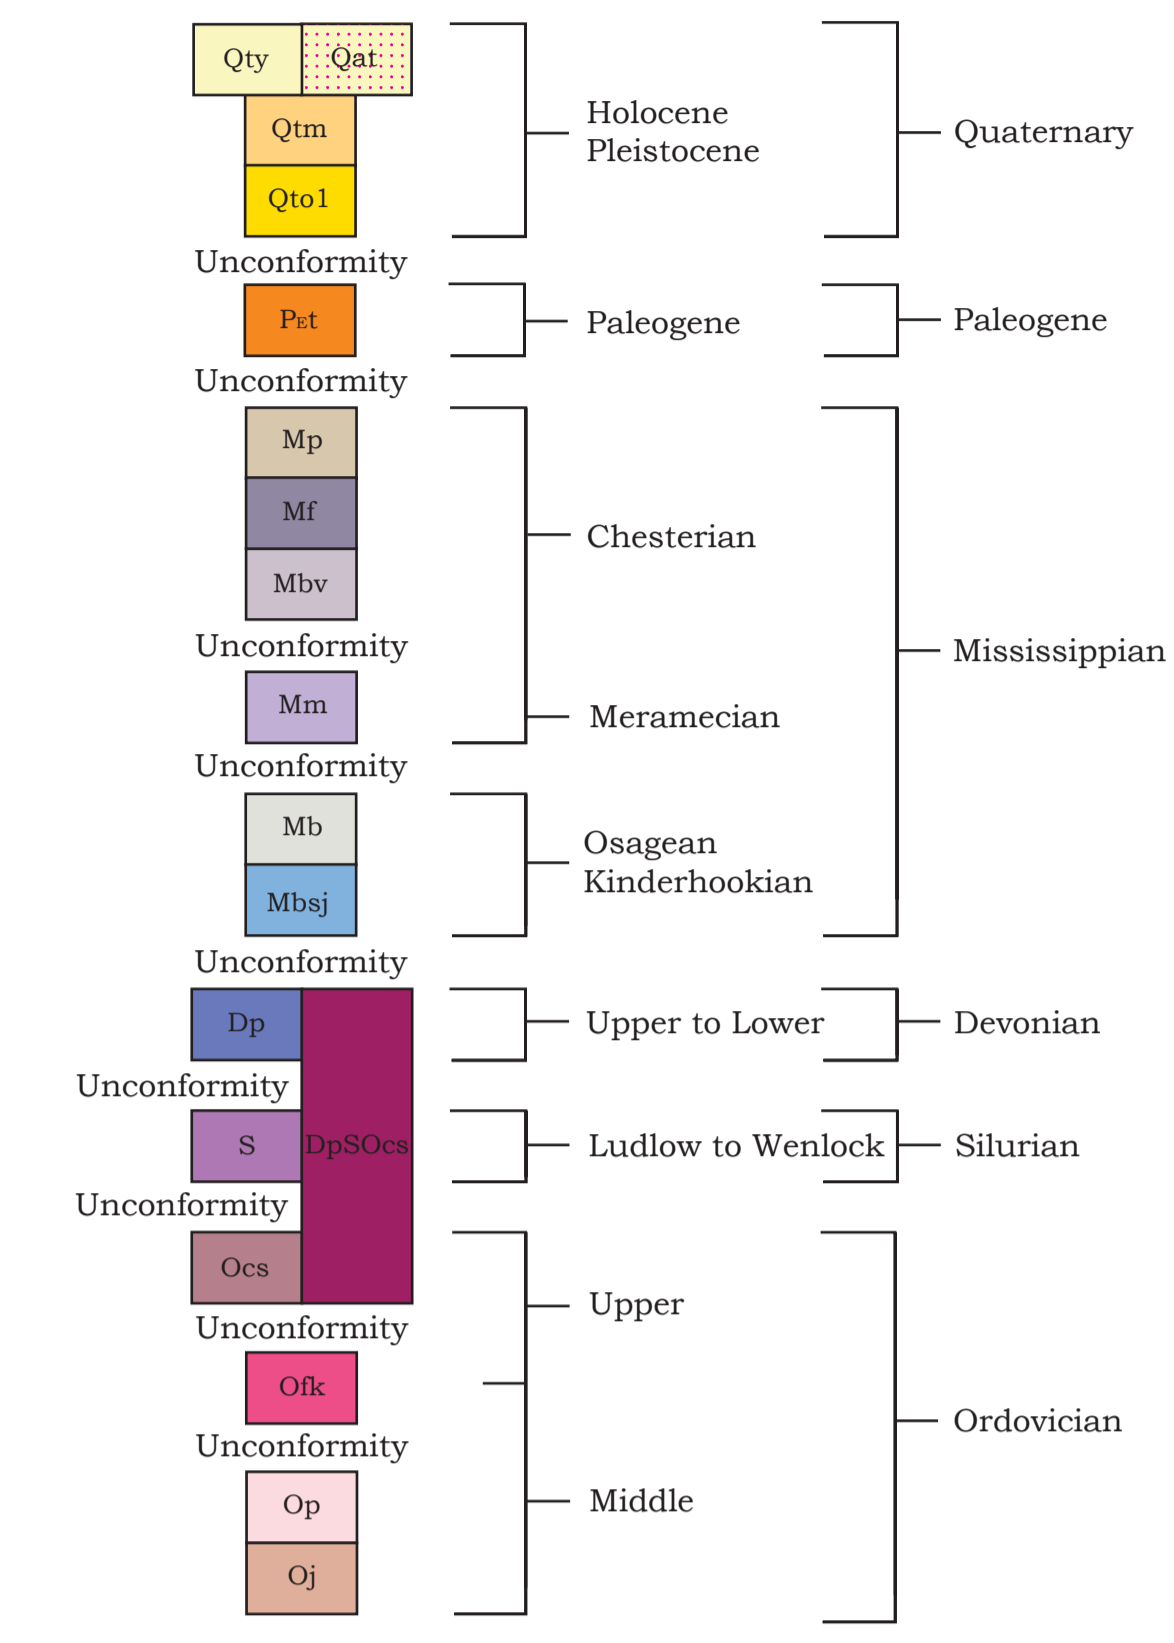 Qty Qat
Qtm
Qto1
Holocene
Pleistocene
Quaternary
Unconformity
PEt
Paleogene
Paleogene
Unconformity
Mp
Mf
Mbv
Chesterian
Unconformity
Mm
Meramecian
Mississippian
Unconformity
Mb
Mbsj
Osagean
Kinderhookian
Unconformity
Dp
Upper to Lower
Devonian
Unconformity
S
DpSOcs
Ludlow to Wenlock
Silurian
Unconformity
Ocs
Upper
Unconformity
Ofk
Unconformity
Op
Oj
Middle
Ordovician